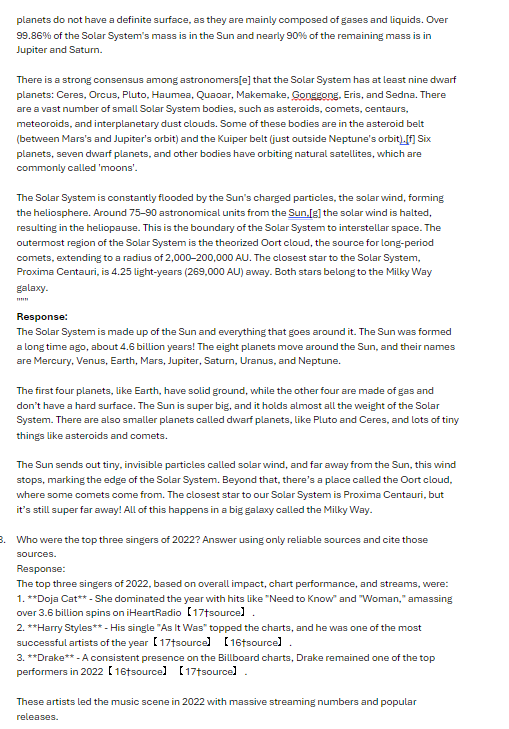 planets do not have a definite surface, as they are mainly composed of gases and liquids. Over
99.86% of the Solar System's mass is in the Sun and nearly 90% of the remaining mass is in
Jupiter and Saturn.
There is a strong consensus among astronomers[e] that the Solar System has at least nine dwarf
planets: Ceres, Orcus, Pluto, Haumea, Quaoar, Makemake, Gonggong, Eris, and Sedna. There
are a vast number of small Solar System bodies, such as asteroids, comets, centaurs,
meteoroids, and interplanetary dust clouds. Some of these bodies are in the asteroid belt
(between Mars's and Jupiter's orbit) and the Kuiper belt (just outside Neptune's orbit).[f] Six
planets, seven dwarf planets, and other bodies have orbiting natural satellites, which are
commonly called 'moons'.
The Solar System is constantly flooded by the Sun's charged particles, the solar wind, forming
the heliosphere. Around 75–90 astronomical units from the Sun,[g] the solar wind is halted,
resulting in the heliopause. This is the boundary of the Solar System to interstellar space. The
outermost region of the Solar System is the theorized Oort cloud, the source for long-period
comets, extending to a radius of 2,000–200,000 AU. The closest star to the Solar System,
Proxima Centauri, is 4.25 light-years (269,000 AU) away. Both stars belong to the Milky Way
galaxy.
"""
Response:
The Solar System is made up of the Sun and everything that goes around it. The Sun was formed
a long time ago, about 4.6 billion years! The eight planets move around the Sun, and their names
are Mercury, Venus, Earth, Mars, Jupiter, Saturn, Uranus, and Neptune.
The first four planets, like Earth, have solid ground, while the other four are made of gas and
don't have a hard surface. The Sun is super big, and it holds almost all the weight of the Solar
System. There are also smaller planets called dwarf planets, like Pluto and Ceres, and lots of tiny
things like asteroids and comets.
The Sun sends out tiny, invisible particles called solar wind, and far away from the Sun, this wind
stops, marking the edge of the Solar System. Beyond that, there's a place called the Oort cloud,
where some comets come from. The closest star to our Solar System is Proxima Centauri, but
it's still super far away! All of this happens in a big galaxy called the Milky Way.
3. Who were the top three singers of 2022? Answer using only reliable sources and cite those
sources.
Response:
The top three singers of 2022, based on overall impact, chart performance, and streams, were:
1. **Doja Cat** - She dominated the year with hits like "Need to Know" and "Woman," amassing
over 3.6 billion spins on iHeartRadio【17†source】.
2. **Harry Styles** - His single "As It Was" topped the charts, and he was one of the most
successful artists of the year【17†source】【16†source】.
3. **Drake** - A consistent presence on the Billboard charts, Drake remained one of the top
performers in 2022【16†source】【17†source】.
These artists led the music scene in 2022 with massive streaming numbers and popular
releases.